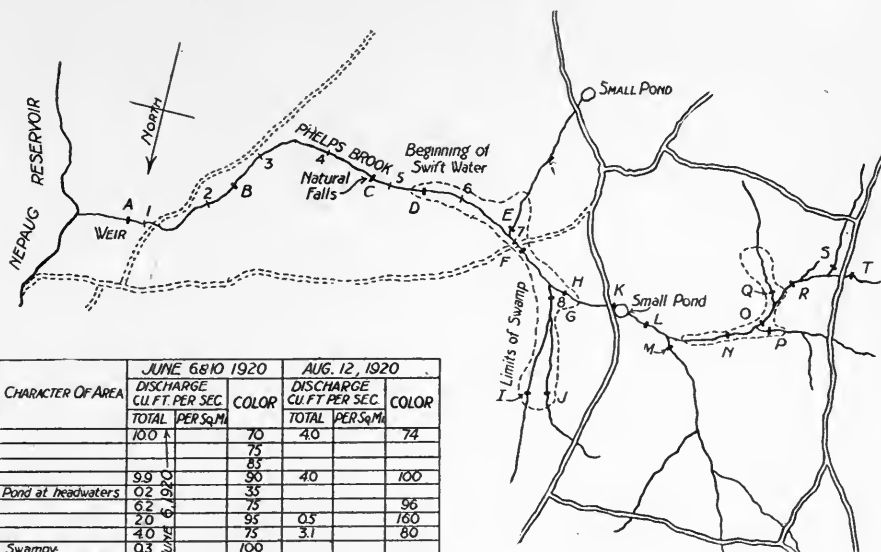 SMALL POND
NORTH
PHELPS BROOK
Beginning of
Swift Water
Natural
Falls
NEPAUG RESERVOIR
WEIR
A
1
2
B
3
4
C
5
D
6
E
7
F
Limits of Swamp
H
8
G
K
Small Pond
L
M
N
O
P
Q
R
S
T
I
J
CHARACTER OF AREA
JUNE 6,8,10 1920 AUG. 12, 1920
DISCHARGE CU. FT. PER SEC. COLOR DISCHARGE CU. FT. PER SEC. COLOR
TOTAL PER SQ.MI. TOTAL PER SQ.MI.
10.0 70 4.0 74
75
85
9.9 90 4.0 100
Pond at headwaters 0.2 35
6.2 75 96
2.0 95 0.5 160
4.0 75 3.1 80
Swampy 0.3 100
JUNE 6, 1920